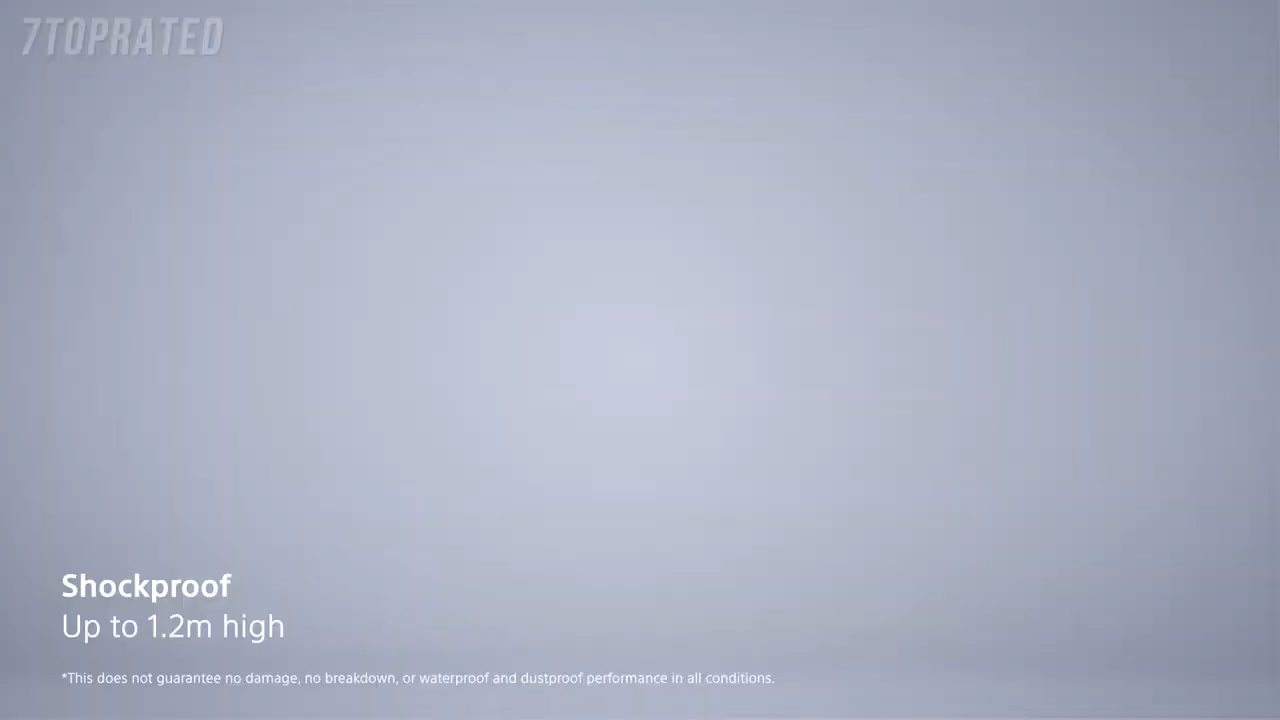 7TOPRATED
Shockproof
Up to 1.2m high
*This does not guarantee no damage, no breakdown, or waterproof and dustproof performance in all conditions.